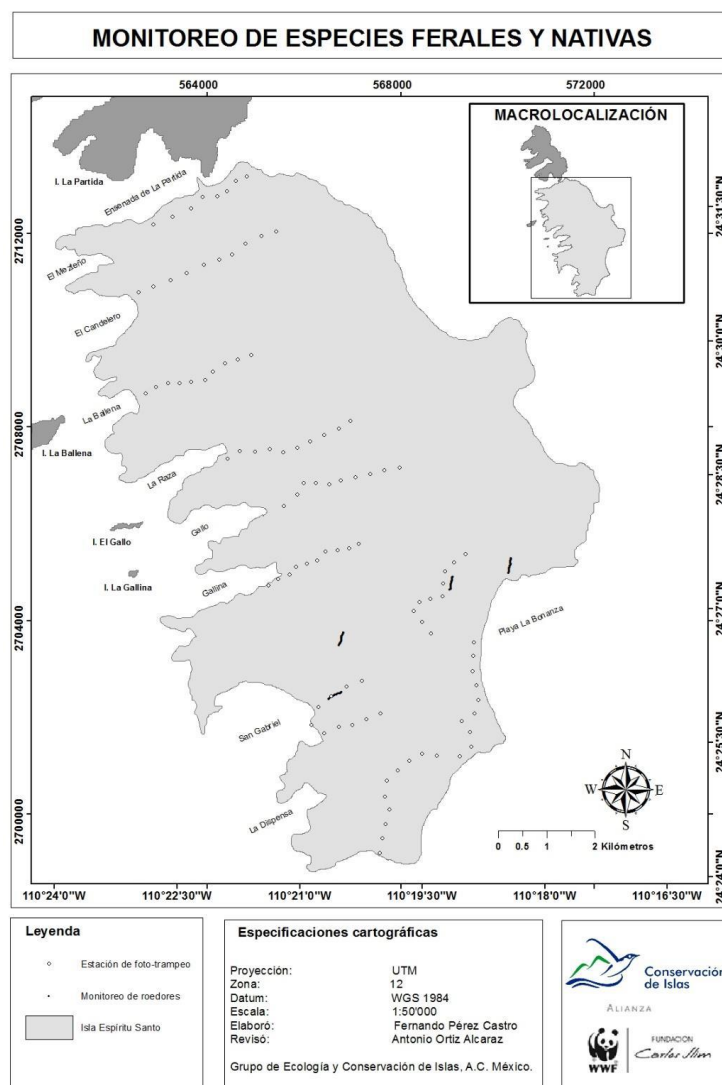 MONITOREO DE ESPECIES FERALES Y NATIVAS
564000 568000 572000
MACROLOCALIZACIÓN
I. La Partida
Ensenada de La Partida
24°31'30"N
2712000
El Mezteño
El Candelero
24°30'0"N
La Ballena
2708000
I. La Ballena
La Raza
24°28'30"N
Gallo
I. El Gallo
I. La Gallina
Gallina
24°27'0"N
2704000
Playa La Bonanza
San Gabriel
24°25'30"N
N
W E
S
2700000
La Dispensa
0 0.5 1 2 Kilómetros
24°24'0"N
110°24'0"W 110°22'30"W 110°21'0"W 110°19'30"W 110°18'0"W 110°16'30"W
Leyenda
Estación de foto-trampeo
Monitoreo de roedores
Isla Espíritu Santo
Especificaciones cartográficas
Proyección: UTM
Zona: 12
Datum: WGS 1984
Escala: 1:50'000
Elaboró: Fernando Pérez Castro
Revisó: Antonio Ortiz Alcaraz
Grupo de Ecología y Conservación de Islas, A.C. México.
Conservación
de Islas
ALIANZA
WWF
FUNDACION
Carlos Slim